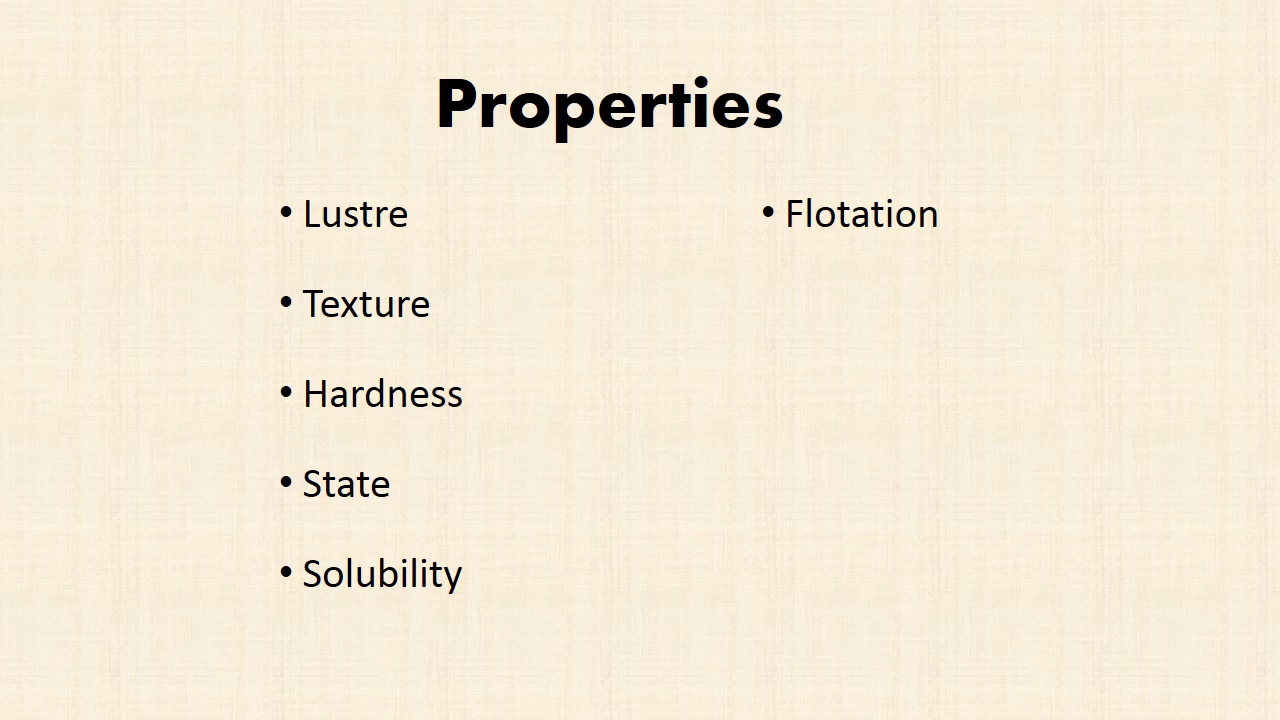 Properties
• Lustre
• Texture
• Hardness
• State
• Solubility
• Flotation